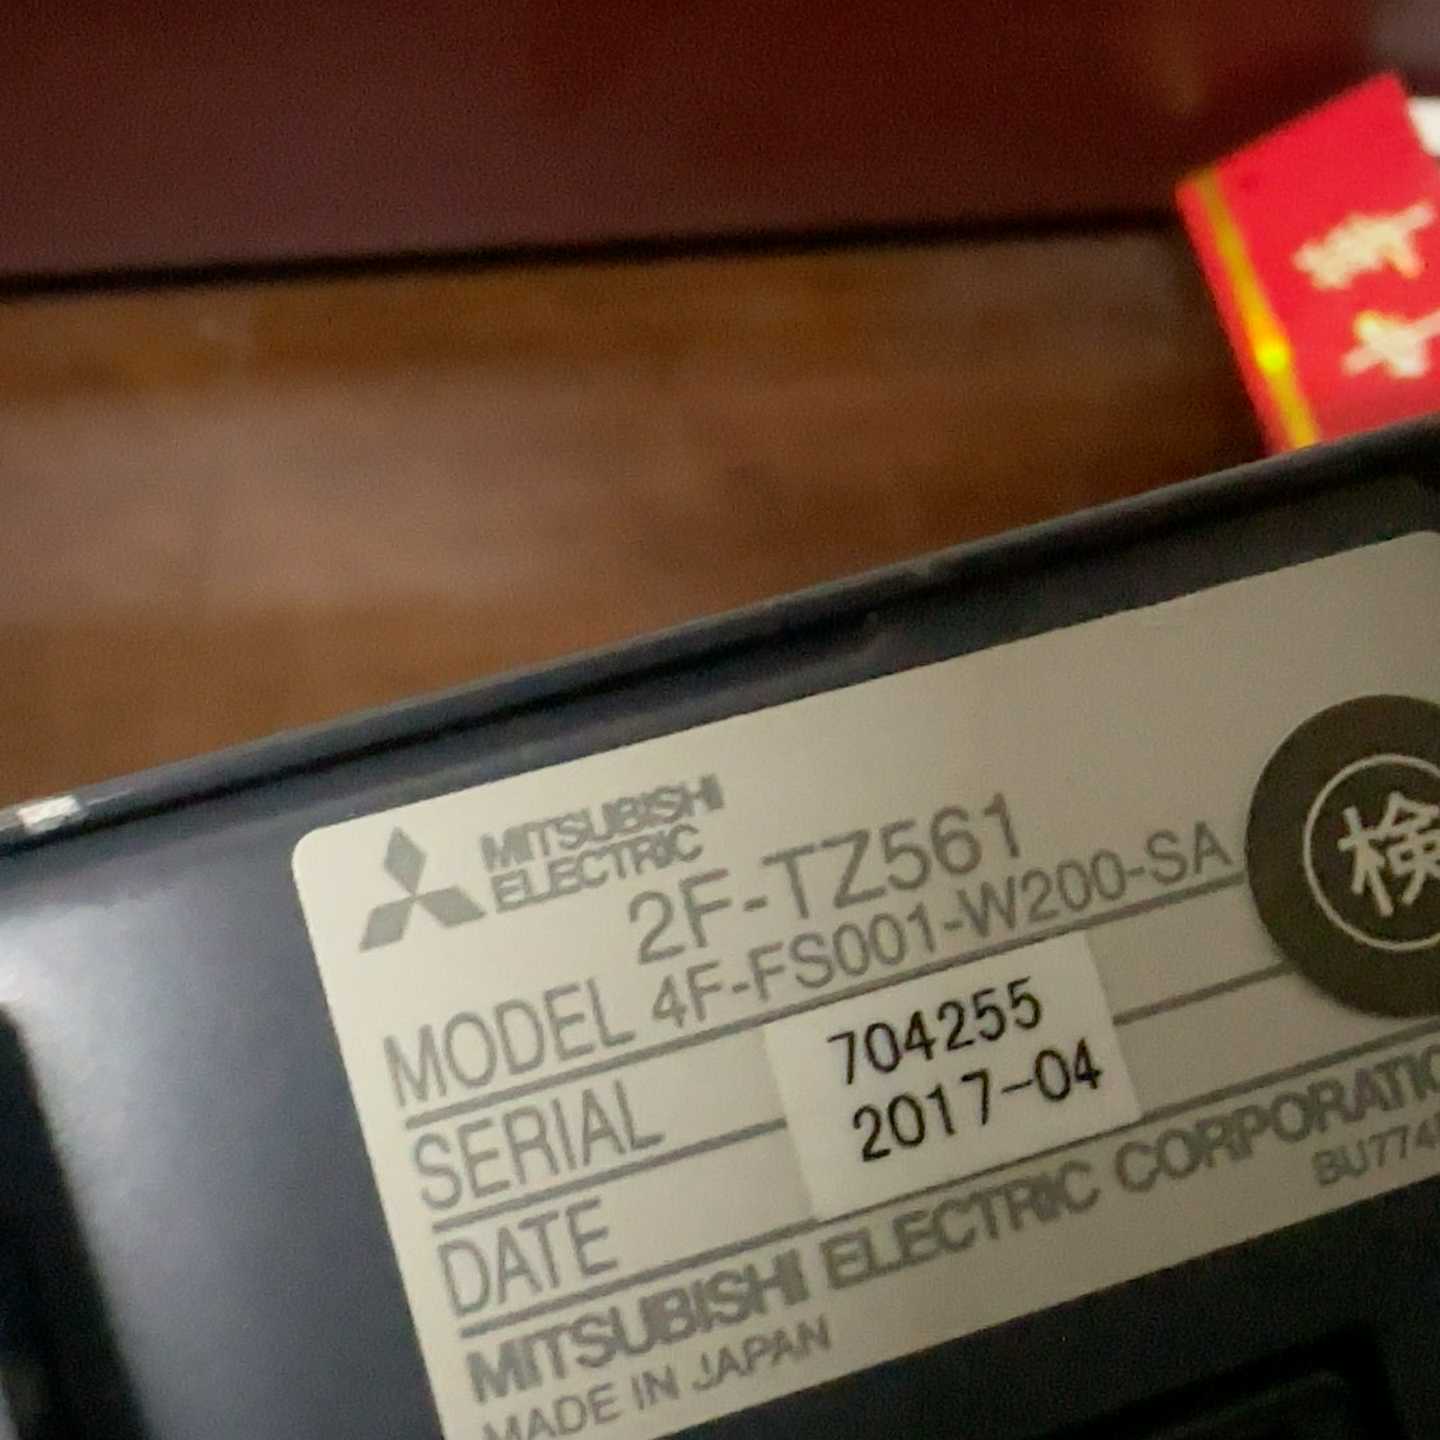 MITSUBISHI
ELECTRIC
2F-TZ561
MODEL 4F-FS001-W200-SA
検
SERIAL 704255
DATE 2017-04
MITSUBISHI ELECTRIC CORPORATIO
BU774
MADE IN JAPAN